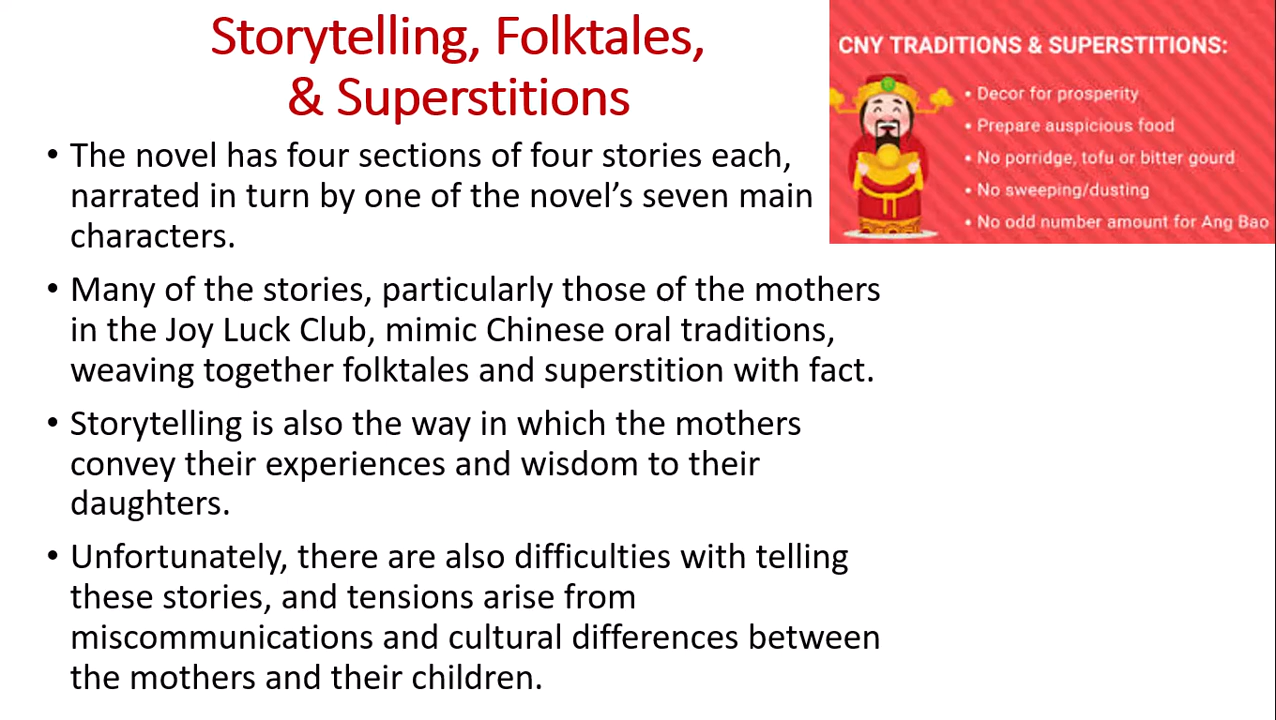 Storytelling, Folktales,
& Superstitions
• The novel has four sections of four stories each,
narrated in turn by one of the novel’s seven main
characters.
• Many of the stories, particularly those of the mothers
in the Joy Luck Club, mimic Chinese oral traditions,
weaving together folktales and superstition with fact.
• Storytelling is also the way in which the mothers
convey their experiences and wisdom to their
daughters.
• Unfortunately, there are also difficulties with telling
these stories, and tensions arise from
miscommunications and cultural differences between
the mothers and their children.
CNY TRADITIONS & SUPERSTITIONS:
• Decor for prosperity
• Prepare auspicious food
• No porridge, tofu or bitter gourd
• No sweeping/dusting
• No odd number amount for Ang Bao